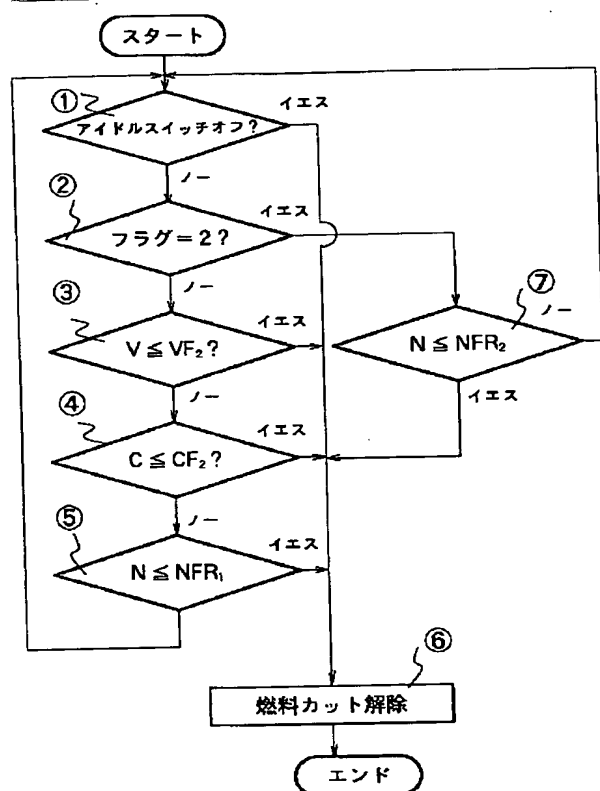 スタート
①
イエス
アイドルスイッチオフ?
ノー
②
イエス
フラグ=2?
ノー
③
イエス
⑦
ノー
V≦VF₂?
N≦NFR₂
ノー
イエス
④
イエス
C≦CF₂?
ノー
⑤
イエス
N≦NFR₁
⑥
燃料カット解除
エンド